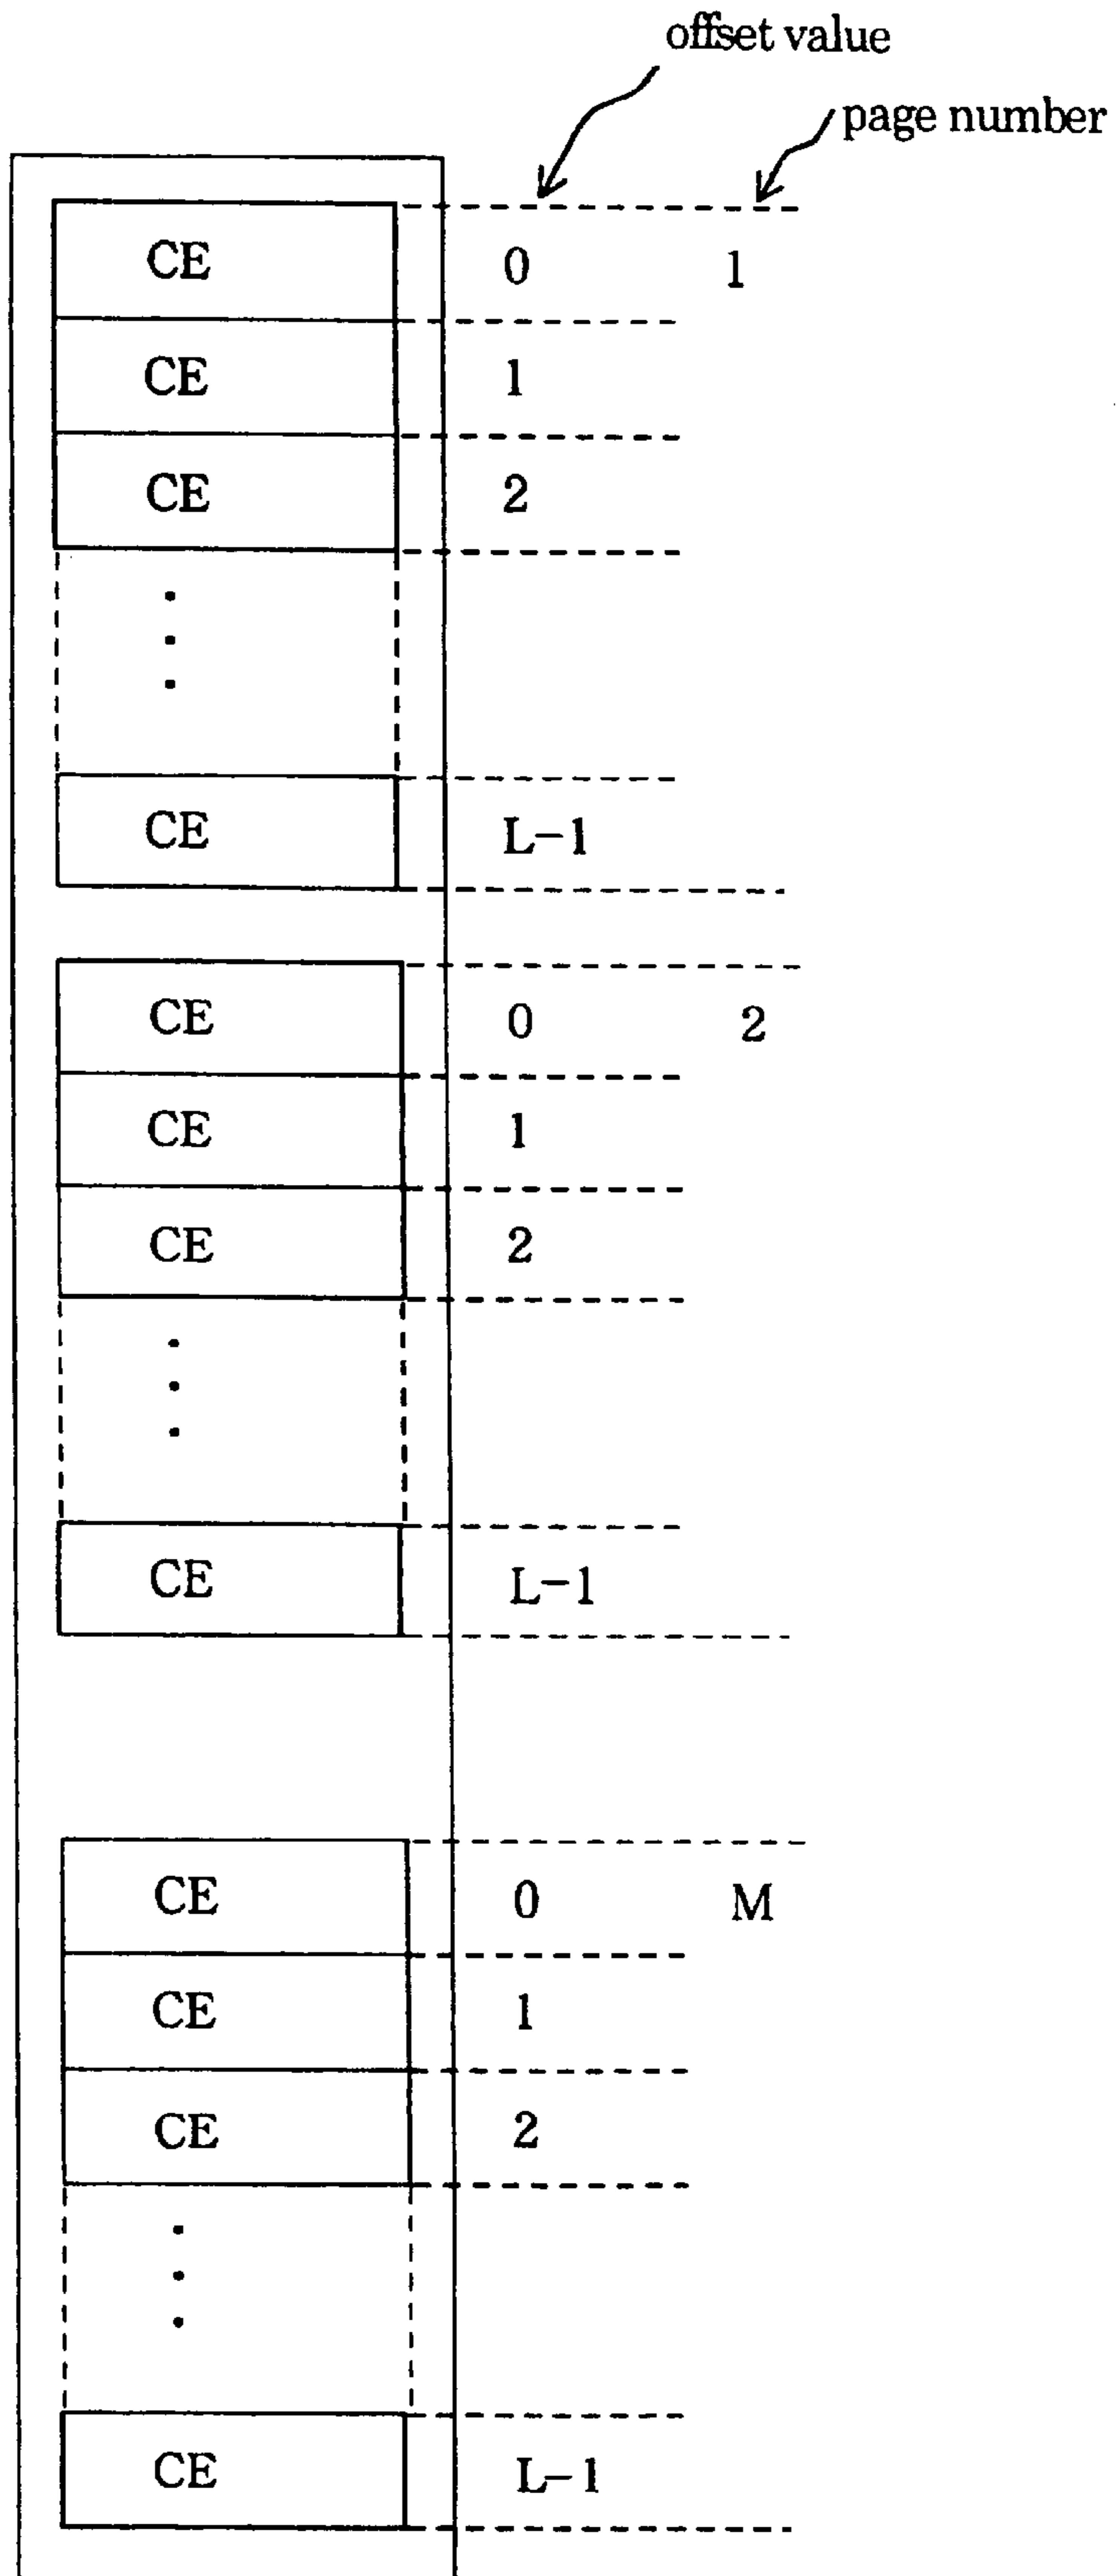 offset value
page number
CE 0 1
CE 1
CE 2
CE L-1
CE 0 2
CE 1
CE 2
CE L-1
CE 0 M
CE 1
CE 2
CE L-1